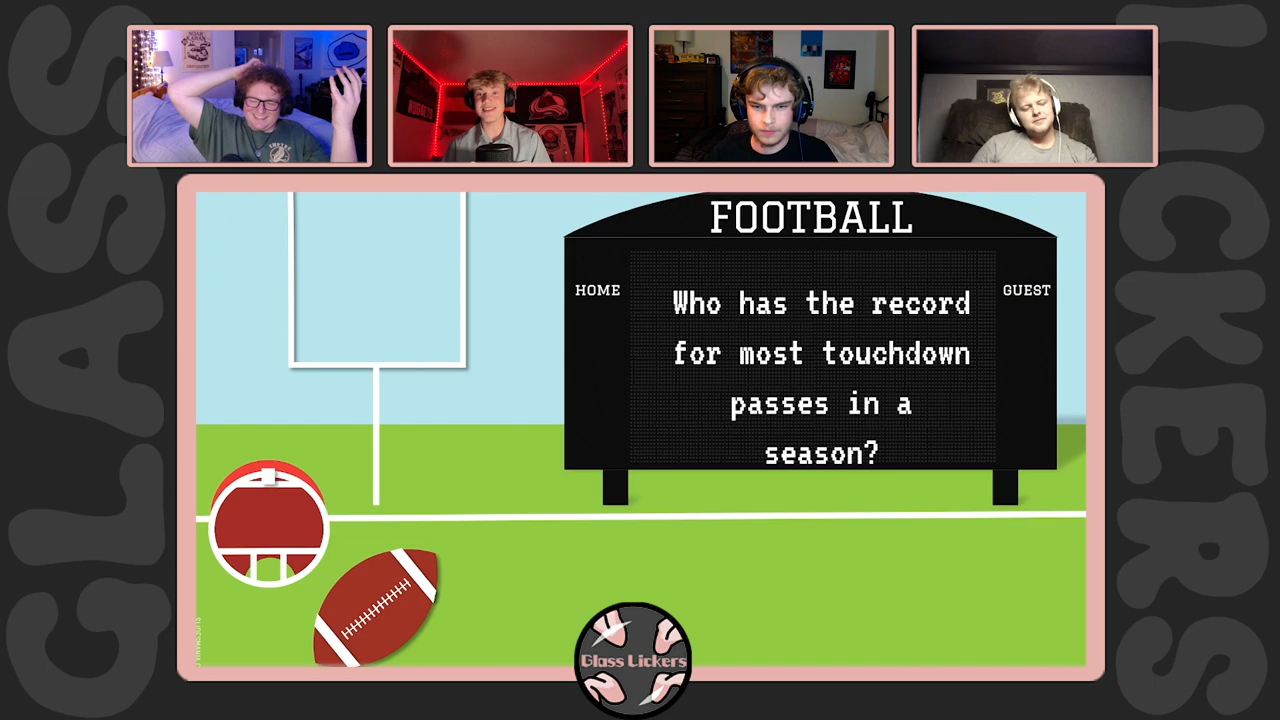 GLASS
LICKERS
FOOTBALL
HOME
GUEST
Who has the record
for most touchdown
passes in a
season?
Glass Lickers